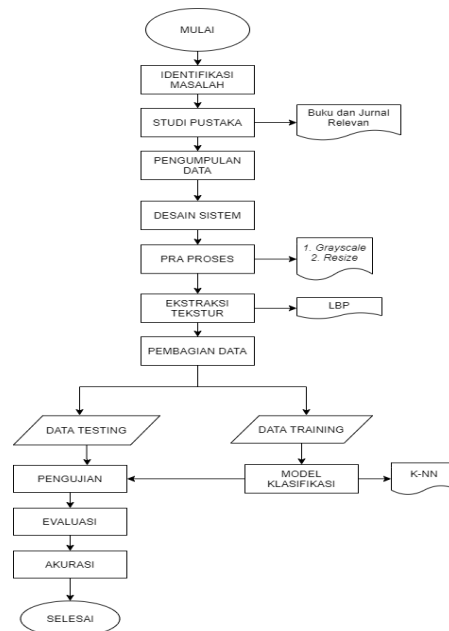 MULAI
IDENTIFIKASI
MASALAH
STUDI PUSTAKA
Buku dan Jurnal
Relevan
PENGUMPULAN
DATA
DESAIN SISTEM
PRA PROSES
1. Grayscale
2. Resize
EKSTRAKSI
TEKSTUR
LBP
PEMBAGIAN DATA
DATA TESTING
DATA TRAINING
PENGUJIAN
MODEL
KLASIFIKASI
K-NN
EVALUASI
AKURASI
SELESAI